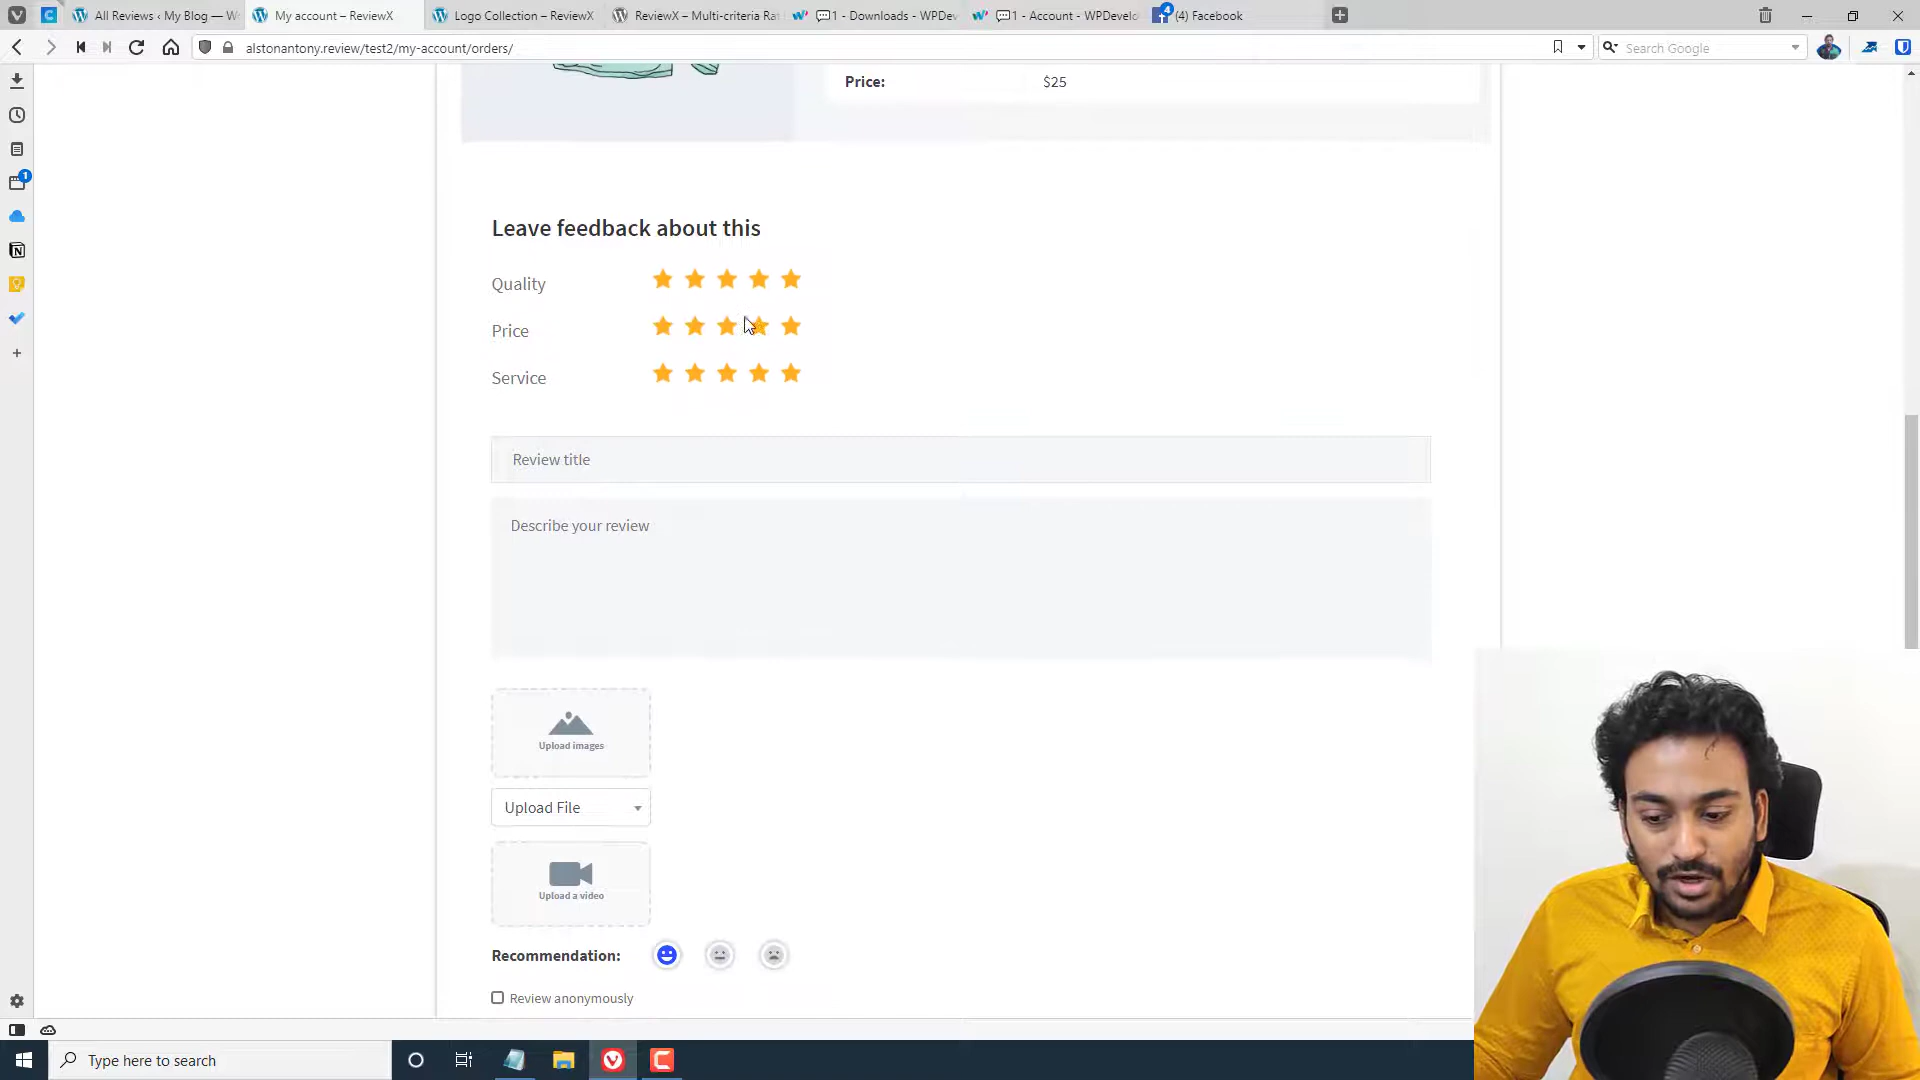 All Reviews ‹ My Blog — W
My account – ReviewX
Logo Collection – ReviewX
ReviewX – Multi-criteria Rat
1 - Downloads - WPDev
1 - Account - WPDevelo
4
(4) Facebook
alstonantony.review/test2/my-account/orders/
Search Google
1
Price:
$25
Leave feedback about this
Quality
Price
Service
Review title
Describe your review
Upload images
Upload File
Upload a video
Recommendation:
Review anonymously
Type here to search